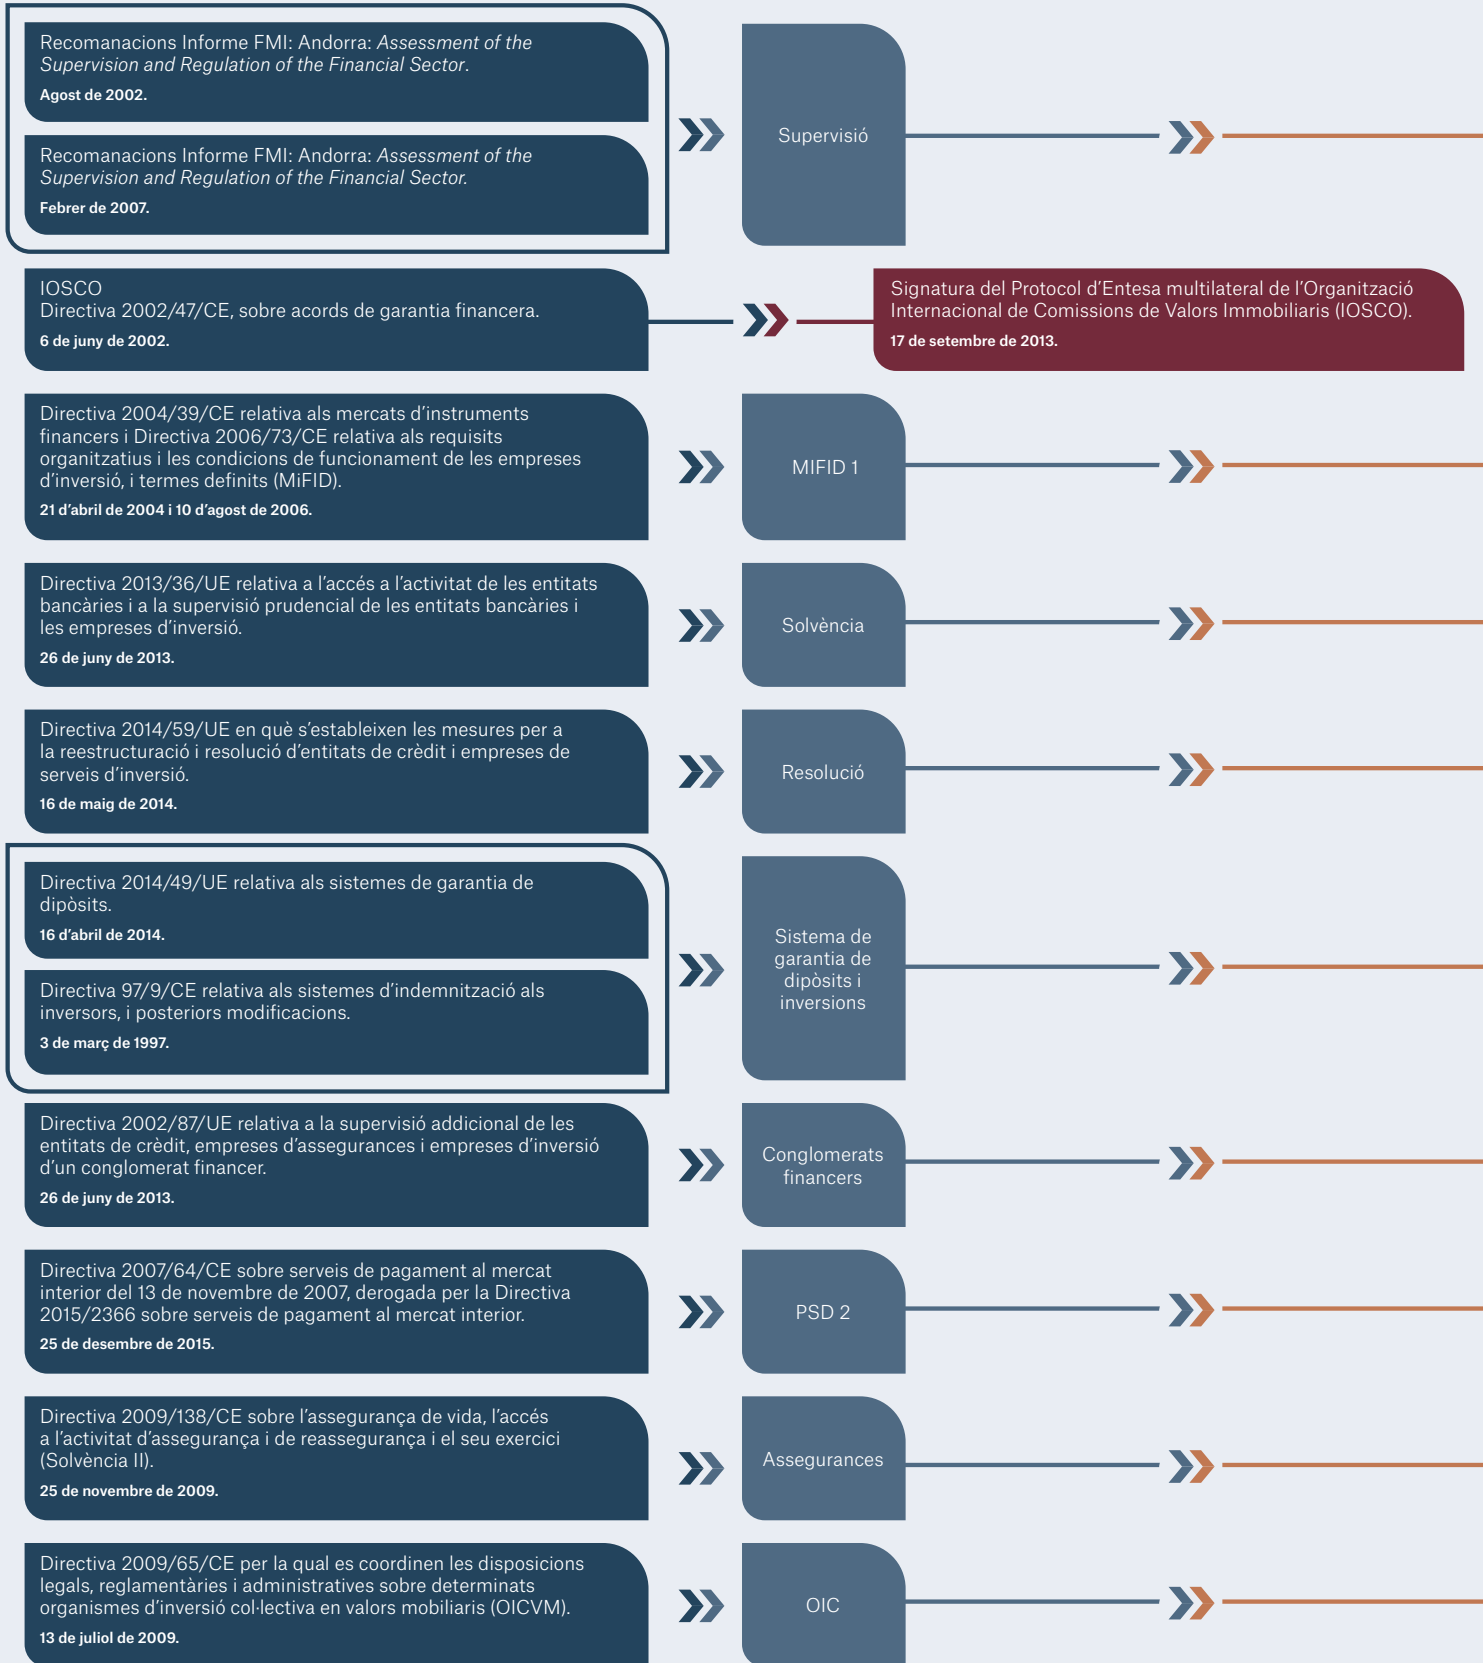 Recomanacions Informe FMI: Andorra: Assessment of the
Supervision and Regulation of the Financial Sector.
Agost de 2002.
Recomanacions Informe FMI: Andorra: Assessment of the
Supervision and Regulation of the Financial Sector.
Febrer de 2007.
Supervisió
IOSCO
Directiva 2002/47/CE, sobre acords de garantia financera.
6 de juny de 2002.
Signatura del Protocol d’Entesa multilateral de l’Organització
Internacional de Comissions de Valors Immobiliaris (IOSCO).
17 de setembre de 2013.
Directiva 2004/39/CE relativa als mercats d’instruments
financers i Directiva 2006/73/CE relativa als requisits
organitzatius i les condicions de funcionament de les empreses
d’inversió, i termes definits (MiFID).
21 d’abril de 2004 i 10 d’agost de 2006.
MIFID 1
Directiva 2013/36/UE relativa a l’accés a l’activitat de les entitats
bancàries i a la supervisió prudencial de les entitats bancàries i
les empreses d’inversió.
26 de juny de 2013.
Solvència
Directiva 2014/59/UE en què s’estableixen les mesures per a
la reestructuració i resolució d’entitats de crèdit i empreses de
serveis d’inversió.
16 de maig de 2014.
Resolució
Directiva 2014/49/UE relativa als sistemes de garantia de
dipòsits.
16 d’abril de 2014.
Directiva 97/9/CE relativa als sistemes d’indemnització als
inversors, i posteriors modificacions.
3 de març de 1997.
Sistema de
garantia de
dipòsits i
inversions
Directiva 2002/87/UE relativa a la supervisió addicional de les
entitats de crèdit, empreses d’assegurances i empreses d’inversió
d’un conglomerat financer.
26 de juny de 2013.
Conglomerats
financers
Directiva 2007/64/CE sobre serveis de pagament al mercat
interior del 13 de novembre de 2007, derogada per la Directiva
2015/2366 sobre serveis de pagament al mercat interior.
25 de desembre de 2015.
PSD 2
Directiva 2009/138/CE sobre l’assegurança de vida, l’accés
a l’activitat d’assegurança i de reassegurança i el seu exercici
(Solvència II).
25 de novembre de 2009.
Assegurances
Directiva 2009/65/CE per la qual es coordinen les disposicions
legals, reglamentàries i administratives sobre determinats
organismes d’inversió col·lectiva en valors mobiliaris (OICVM).
13 de juliol de 2009.
OIC